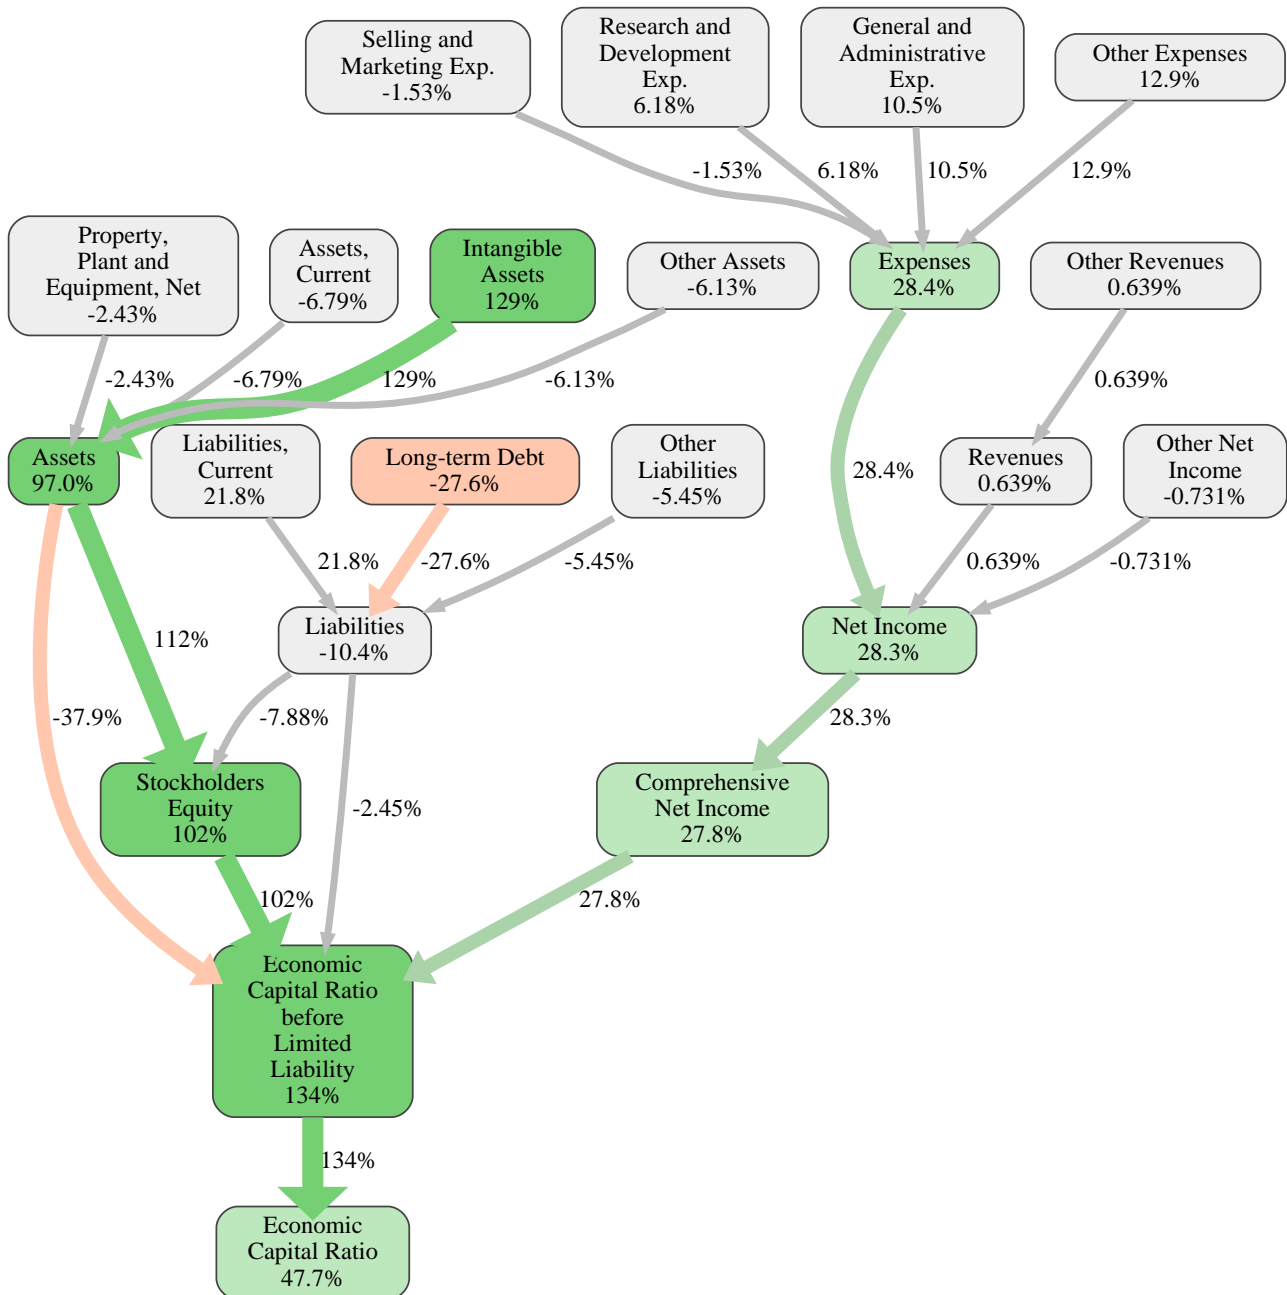 Selling and
Marketing Exp.
-1.53%
Research and
Development
Exp.
6.18%
General and
Administrative
Exp.
10.5%
Other Expenses
12.9%
-1.53%
6.18%
10.5%
12.9%
Property,
Plant and
Equipment, Net
-2.43%
Assets,
Current
-6.79%
Intangible
Assets
129%
Other Assets
-6.13%
Expenses
28.4%
Other Revenues
0.639%
-2.43%
-6.79%
129%
-6.13%
0.639%
Assets
97.0%
Liabilities,
Current
21.8%
Long-term Debt
-27.6%
Other
Liabilities
-5.45%
28.4%
Revenues
0.639%
Other Net
Income
-0.731%
21.8%
-27.6%
-5.45%
0.639%
-0.731%
112%
Liabilities
-10.4%
Net Income
28.3%
-37.9%
-7.88%
28.3%
Stockholders
Equity
102%
-2.45%
Comprehensive
Net Income
27.8%
102%
27.8%
Economic
Capital Ratio
before
Limited
Liability
134%
134%
Economic
Capital Ratio
47.7%